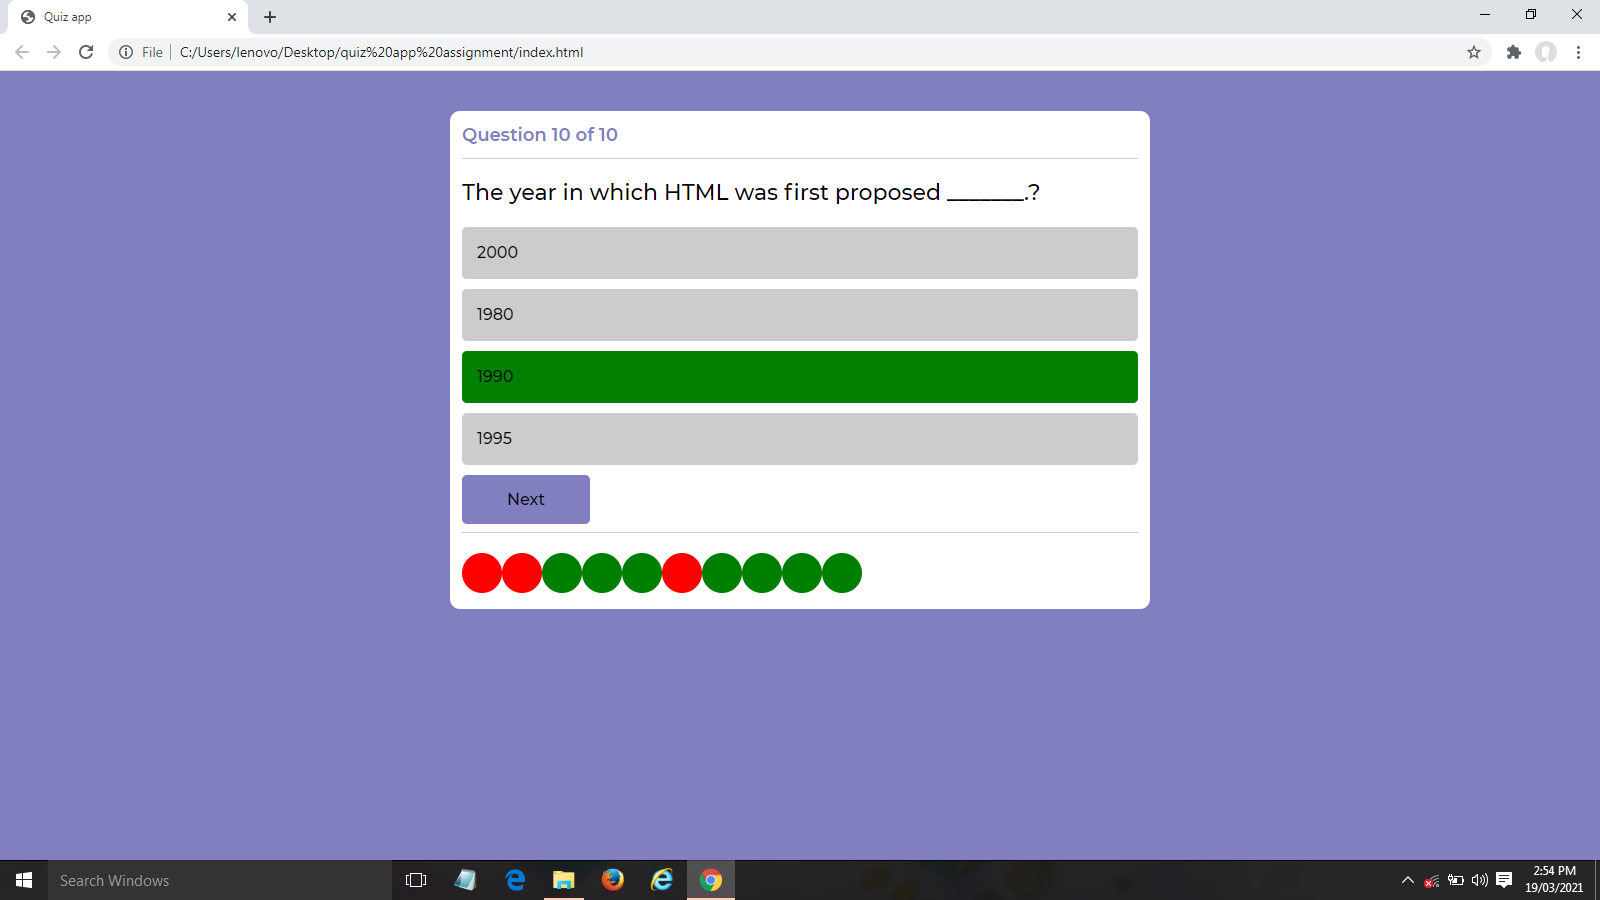 Quiz app
File
C:/Users/lenovo/Desktop/quiz%20app%20assignment/index.html
Question 10 of 10
The year in which HTML was first proposed _______.?
2000
1980
1990
1995
Next
Search Windows
2:54 PM
19/03/2021